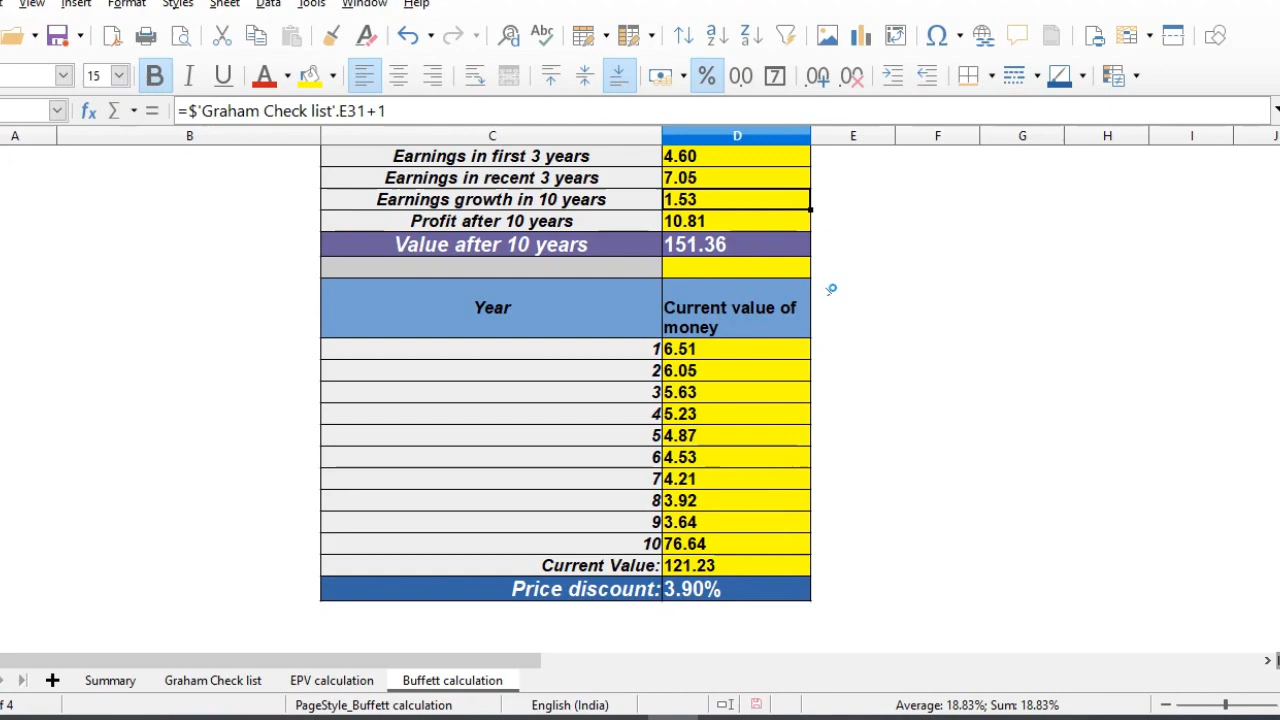 View Insert Format Styles Sheet Data Tools Window Help
15
=$'Graham Check list'.E31+1
A B C D E F G H I J
Earnings in first 3 years 4.60
Earnings in recent 3 years 7.05
Earnings growth in 10 years 1.53
Profit after 10 years 10.81
Value after 10 years 151.36
Year Current value of
money
1 6.51
2 6.05
3 5.63
4 5.23
5 4.87
6 4.53
7 4.21
8 3.92
9 3.64
10 76.64
Current Value: 121.23
Price discount: 3.90%
Summary Graham Check list EPV calculation Buffett calculation
of 4 PageStyle_Buffett calculation English (India) Average: 18.83%; Sum: 18.83%